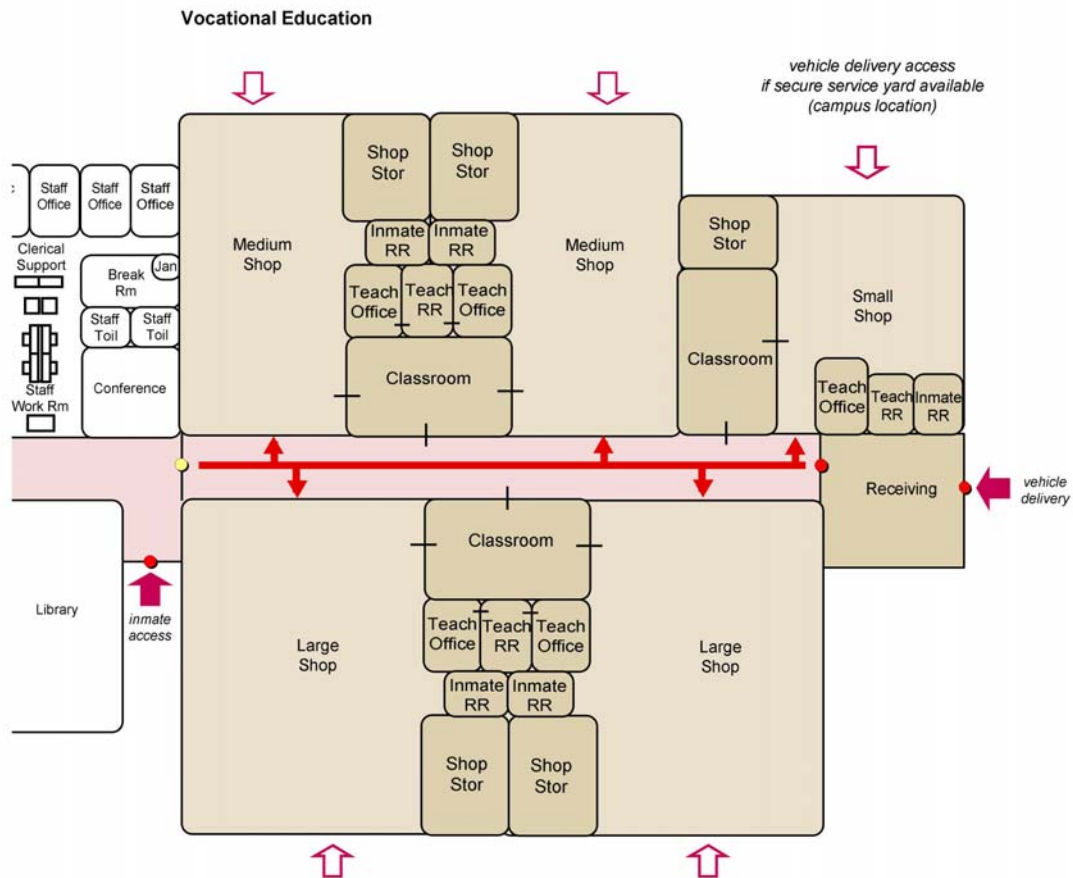 Vocational Education
vehicle delivery access
if secure service yard available
(campus location)
Shop
Stor
Shop
Stor
c
Staff
Office
Staff
Office
Staff
Office
Shop
Stor
Inmate
RR
Inmate
RR
Medium
Shop
Medium
Shop
Clerical
Support
Jan
Break
Rm
Teach
Office
Teach
RR
Teach
Office
Small
Shop
Staff
Toil
Staff
Toil
Classroom
Classroom
Teach
Office
Teach
RR
Inmate
RR
Conference
Staff
Work Rm
Receiving
vehicle
delivery
Classroom
Library
inmate
access
Large
Shop
Teach
Office
Teach
RR
Teach
Office
Large
Shop
Inmate
RR
Inmate
RR
Shop
Stor
Shop
Stor